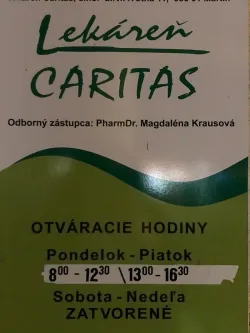 Lekáreň
CARITAS
Odborný zástupca: PharmDr. Magdaléna Krausová
OTVÁRACIE HODINY
Pondelok - Piatok
8⁰⁰ - 12³⁰ \ 13⁰⁰ - 16³⁰
Sobota - Nedeľa
ZATVORENÉ